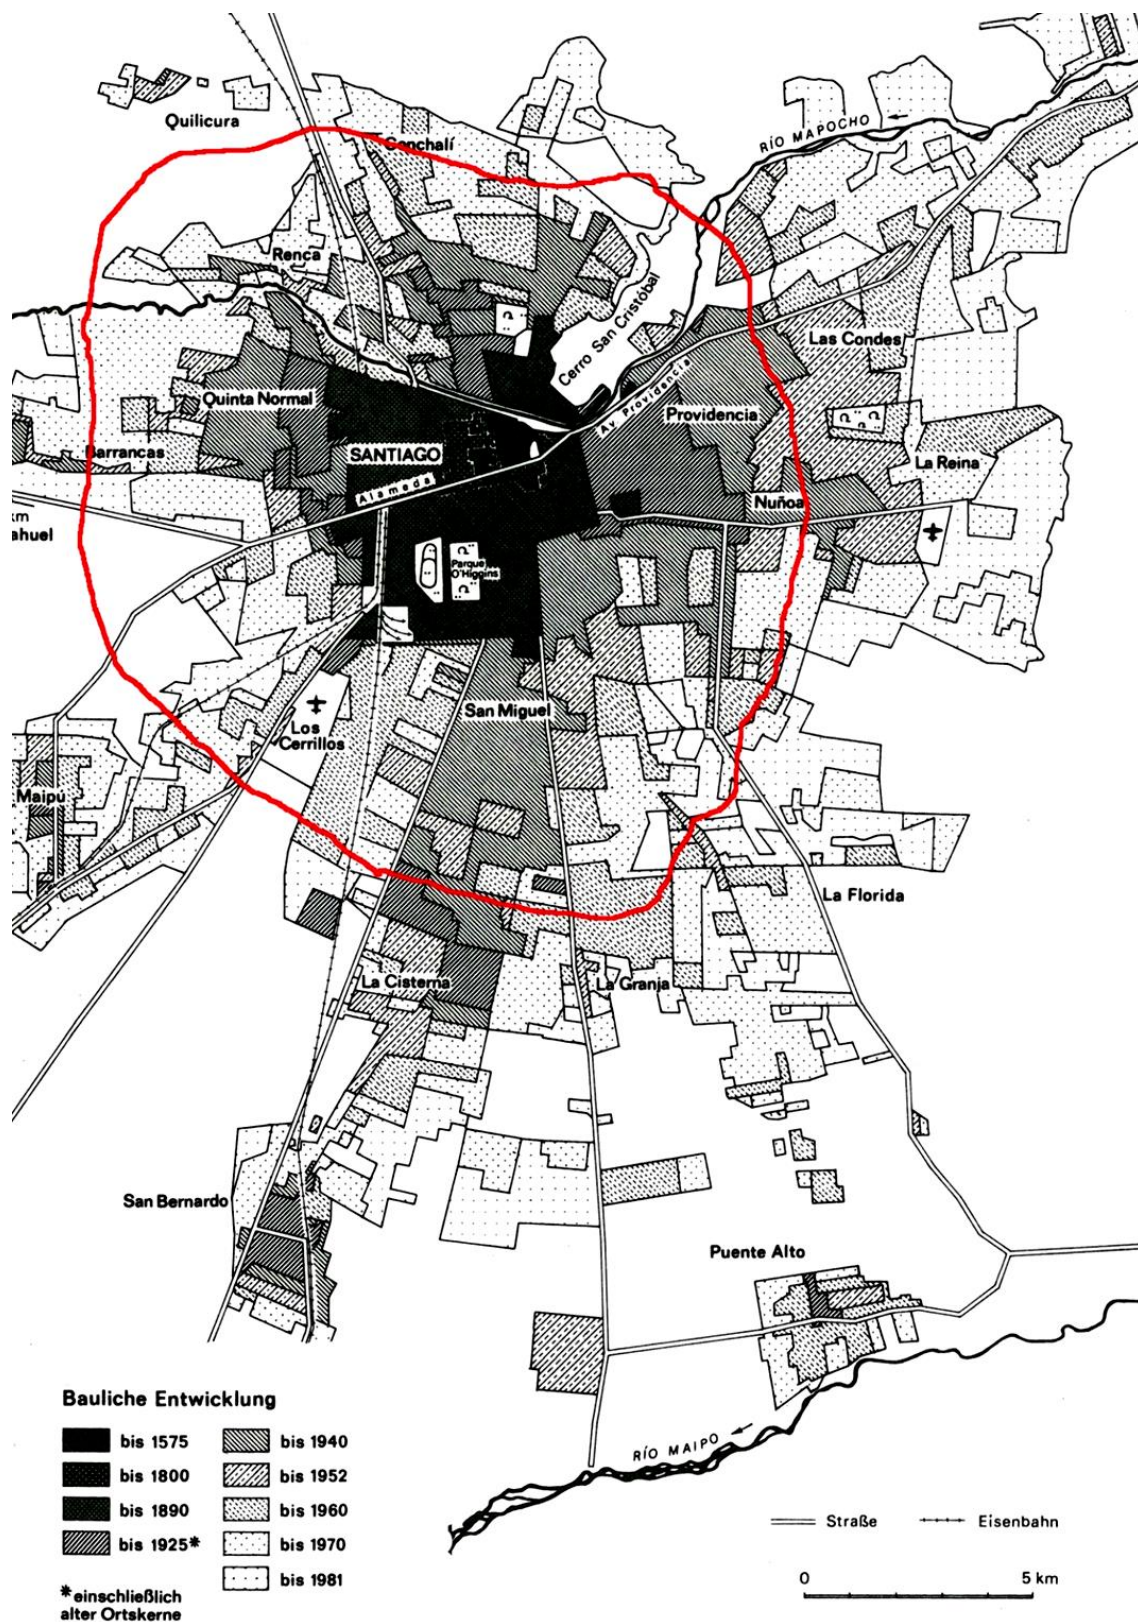 Quilicura
Conchalí
RÍO MAPOCHO
Renca
Cerro San Cristóbal
Las Condes
Quinta Normal
Av. Providencia
Providencia
Barrancas
SANTIAGO
La Reina
Alameda
Nuñoa
km
ahuel
Parque
O'Higgins
San Miguel
Los
Cerrillos
Maipú
La Florida
La Cisterna
La Granja
San Bernardo
Puente Alto
RÍO MAIPO
Bauliche Entwicklung
bis 1575
bis 1800
bis 1890
bis 1925*
bis 1940
bis 1952
bis 1960
bis 1970
bis 1981
*einschließlich
alter Ortskerne
Straße
Eisenbahn
0
5 km